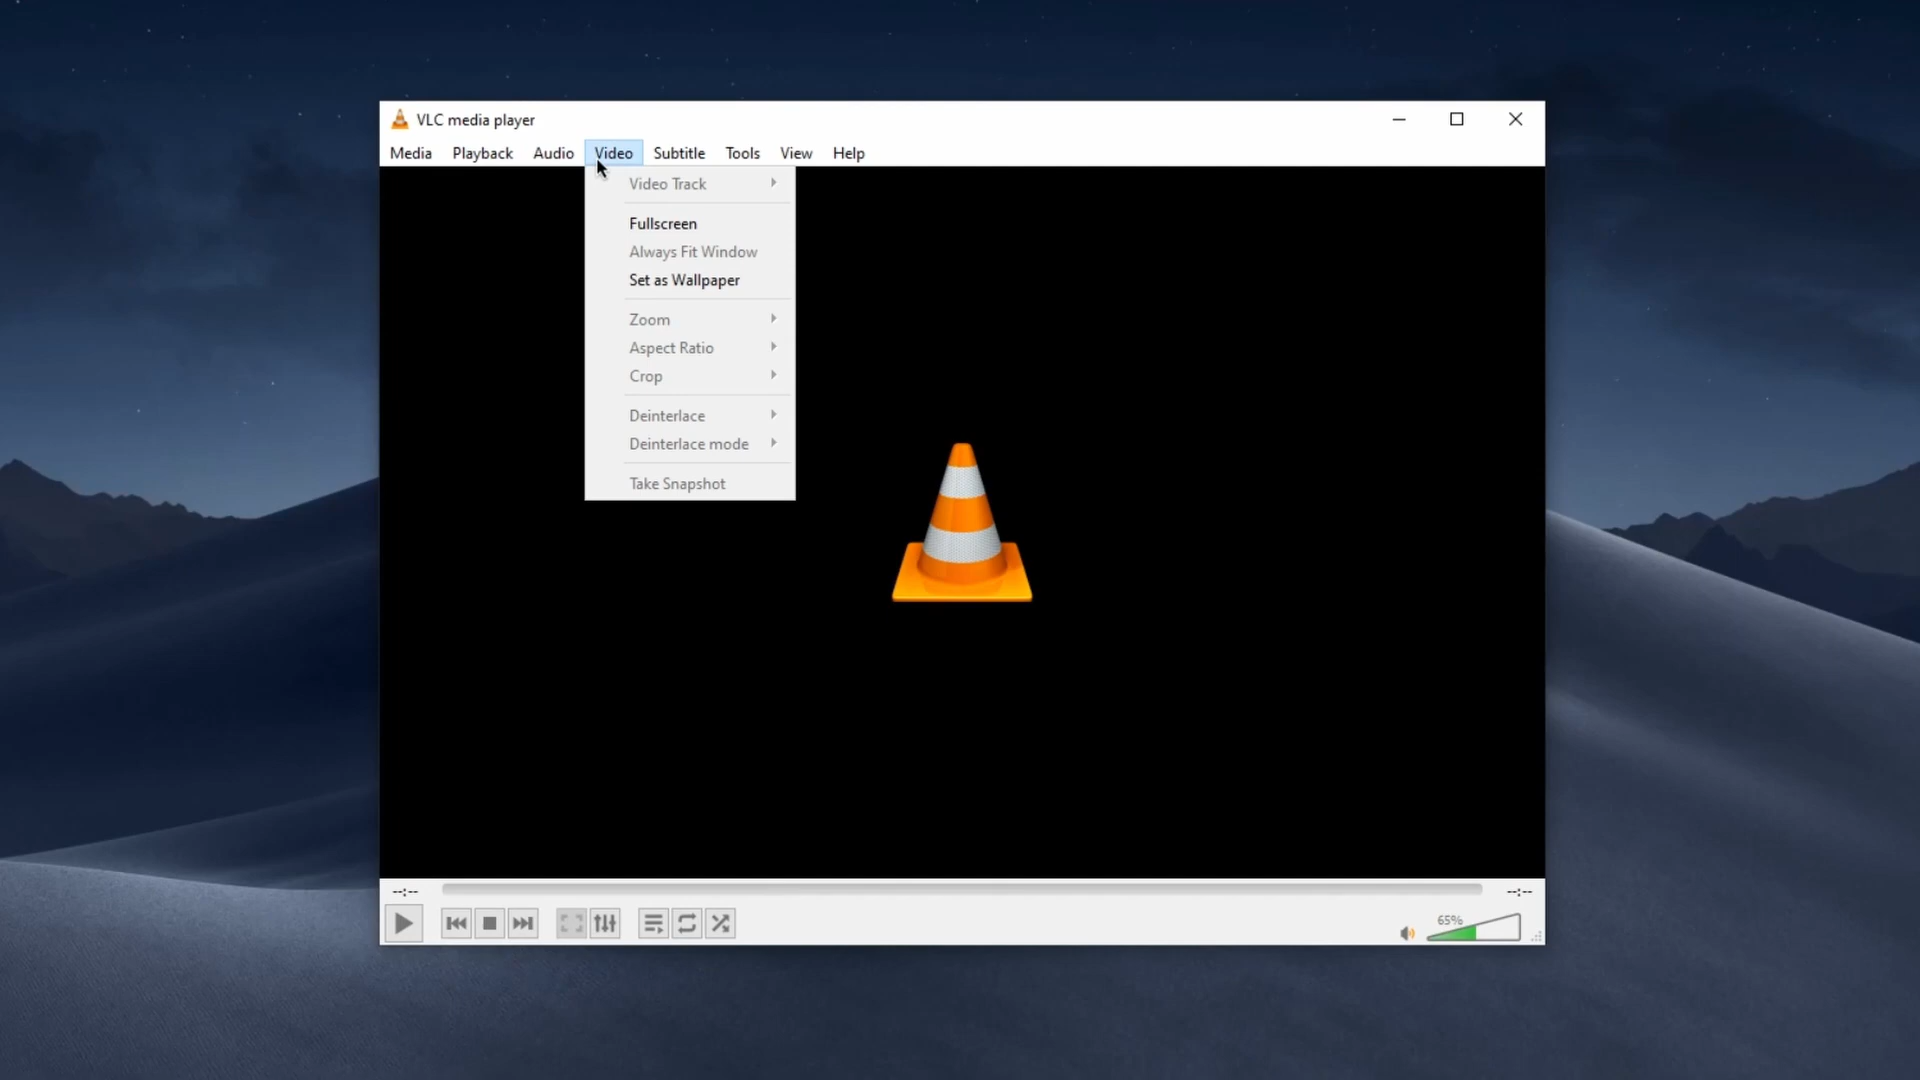 VLC media player
Media Playback Audio Video Subtitle Tools View Help
Video Track
Fullscreen
Always Fit Window
Set as Wallpaper
Zoom
Aspect Ratio
Crop
Deinterlace
Deinterlace mode
Take Snapshot
--:-- --:--
65%